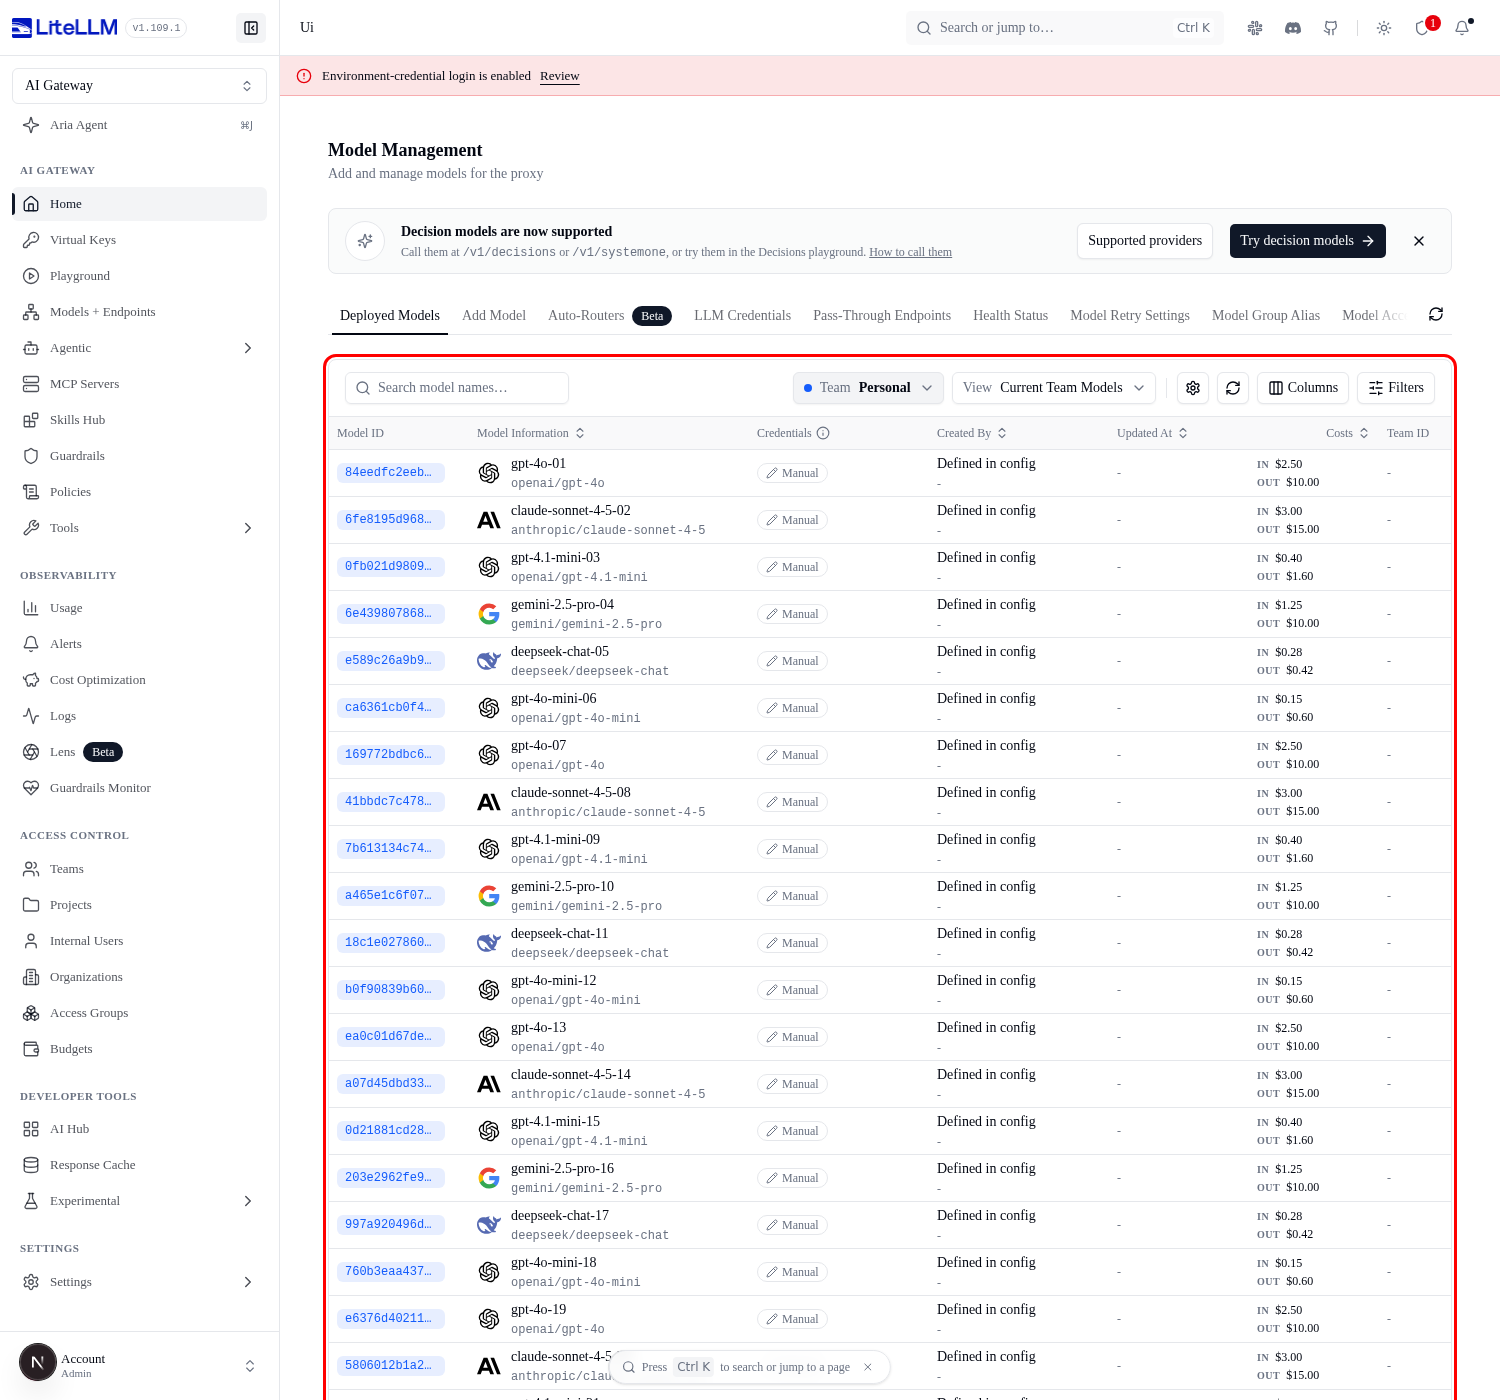 LiteLLM v1.109.1
Ui
Search or jump to… Ctrl K
1
AI Gateway
Aria Agent ⌘J
AI GATEWAY
Home
Virtual Keys
Playground
Models + Endpoints
Agentic
MCP Servers
Skills Hub
Guardrails
Policies
Tools
OBSERVABILITY
Usage
Alerts
Cost Optimization
Logs
Lens Beta
Guardrails Monitor
ACCESS CONTROL
Teams
Projects
Internal Users
Organizations
Access Groups
Budgets
DEVELOPER TOOLS
AI Hub
Response Cache
Experimental
SETTINGS
Settings
N
Account
Admin
Environment-credential login is enabled Review
Model Management
Add and manage models for the proxy
Decision models are now supported
Call them at /v1/decisions or /v1/systemone, or try them in the Decisions playground. How to call them
Supported providers
Try decision models
Deployed Models Add Model Auto-Routers Beta LLM Credentials Pass-Through Endpoints Health Status Model Retry Settings Model Group Alias Model Acc
Search model names… Team Personal View Current Team Models Columns Filters
Model ID Model Information Credentials Created By Updated At Costs Team ID
84eedfc2eeb… gpt-4o-01 Manual Defined in config - IN $2.50 -
openai/gpt-4o - OUT $10.00
6fe8195d968… claude-sonnet-4-5-02 Manual Defined in config - IN $3.00 -
anthropic/claude-sonnet-4-5 - OUT $15.00
0fb021d9809… gpt-4.1-mini-03 Manual Defined in config - IN $0.40 -
openai/gpt-4.1-mini - OUT $1.60
6e439807868… gemini-2.5-pro-04 Manual Defined in config - IN $1.25 -
gemini/gemini-2.5-pro - OUT $10.00
e589c26a9b9… deepseek-chat-05 Manual Defined in config - IN $0.28 -
deepseek/deepseek-chat - OUT $0.42
ca6361cb0f4… gpt-4o-mini-06 Manual Defined in config - IN $0.15 -
openai/gpt-4o-mini - OUT $0.60
169772bdbc6… gpt-4o-07 Manual Defined in config - IN $2.50 -
openai/gpt-4o - OUT $10.00
41bbdc7c478… claude-sonnet-4-5-08 Manual Defined in config - IN $3.00 -
anthropic/claude-sonnet-4-5 - OUT $15.00
7b613134c74… gpt-4.1-mini-09 Manual Defined in config - IN $0.40 -
openai/gpt-4.1-mini - OUT $1.60
a465e1c6f07… gemini-2.5-pro-10 Manual Defined in config - IN $1.25 -
gemini/gemini-2.5-pro - OUT $10.00
18c1e027860… deepseek-chat-11 Manual Defined in config - IN $0.28 -
deepseek/deepseek-chat - OUT $0.42
b0f90839b60… gpt-4o-mini-12 Manual Defined in config - IN $0.15 -
openai/gpt-4o-mini - OUT $0.60
ea0c01d67de… gpt-4o-13 Manual Defined in config - IN $2.50 -
openai/gpt-4o - OUT $10.00
a07d45dbd33… claude-sonnet-4-5-14 Manual Defined in config - IN $3.00 -
anthropic/claude-sonnet-4-5 - OUT $15.00
0d21881cd28… gpt-4.1-mini-15 Manual Defined in config - IN $0.40 -
openai/gpt-4.1-mini - OUT $1.60
203e2962fe9… gemini-2.5-pro-16 Manual Defined in config - IN $1.25 -
gemini/gemini-2.5-pro - OUT $10.00
997a920496d… deepseek-chat-17 Manual Defined in config - IN $0.28 -
deepseek/deepseek-chat - OUT $0.42
760b3eaa437… gpt-4o-mini-18 Manual Defined in config - IN $0.15 -
openai/gpt-4o-mini - OUT $0.60
e6376d40211… gpt-4o-19 Manual Defined in config - IN $2.50 -
openai/gpt-4o - OUT $10.00
5806012b1a2… claude-sonnet-4-5 Defined in config - IN $3.00 -
anthropic/clau - OUT $15.00
Press Ctrl K to search or jump to a page